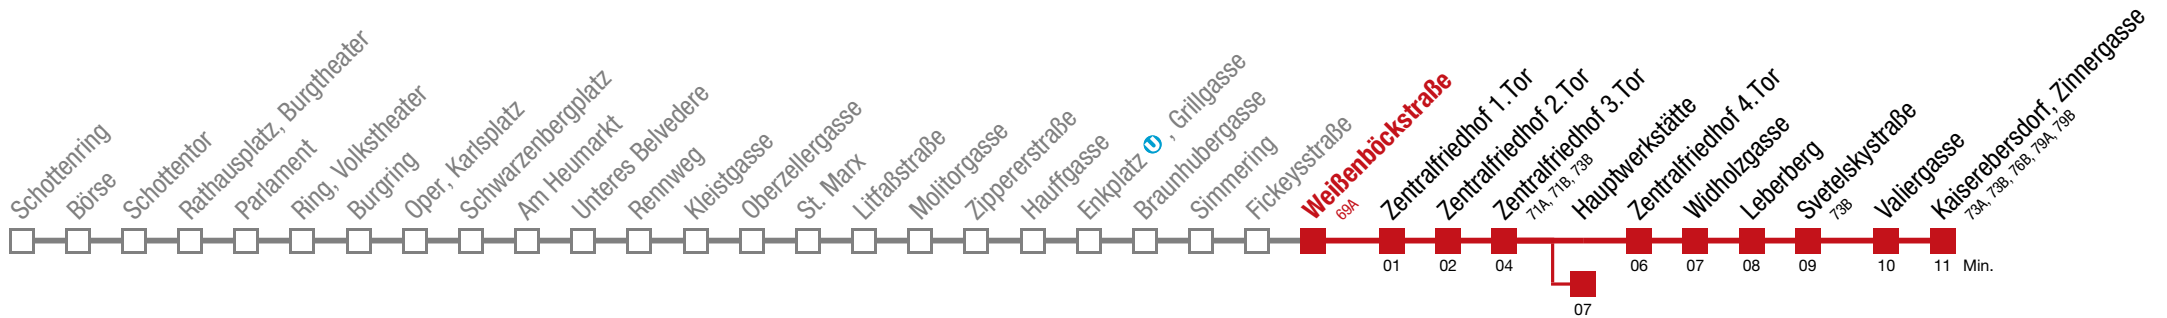 Schottenring
Börse
Schottentor
Rathausplatz, Burgtheater
Parlament
Ring, Volkstheater
Burgring
Oper, Karlsplatz
Schwarzenbergplatz
Am Heumarkt
Unteres Belvedere
Rennweg
Kleistgasse
Oberzellergasse
St. Marx
Litfaßstraße
Molitorgasse
Zippererstraße
Hauffgasse
Enkplatz U , Grillgasse
Braunhubergasse
Simmering
Fickeysstraße
Weißenböckstraße
69A
Zentralfriedhof 1.Tor
Zentralfriedhof 2.Tor
Zentralfriedhof 3.Tor
71A, 71B, 73B
Hauptwerkstätte
Zentralfriedhof 4.Tor
Widholzgasse
Leberberg
Svetelskystraße
73B
Valiergasse
Kaiserebersdorf, Zinnergasse
73A, 73B, 76B, 79A, 79B
01 02 04 06 07 08 09 10 11 Min.
07